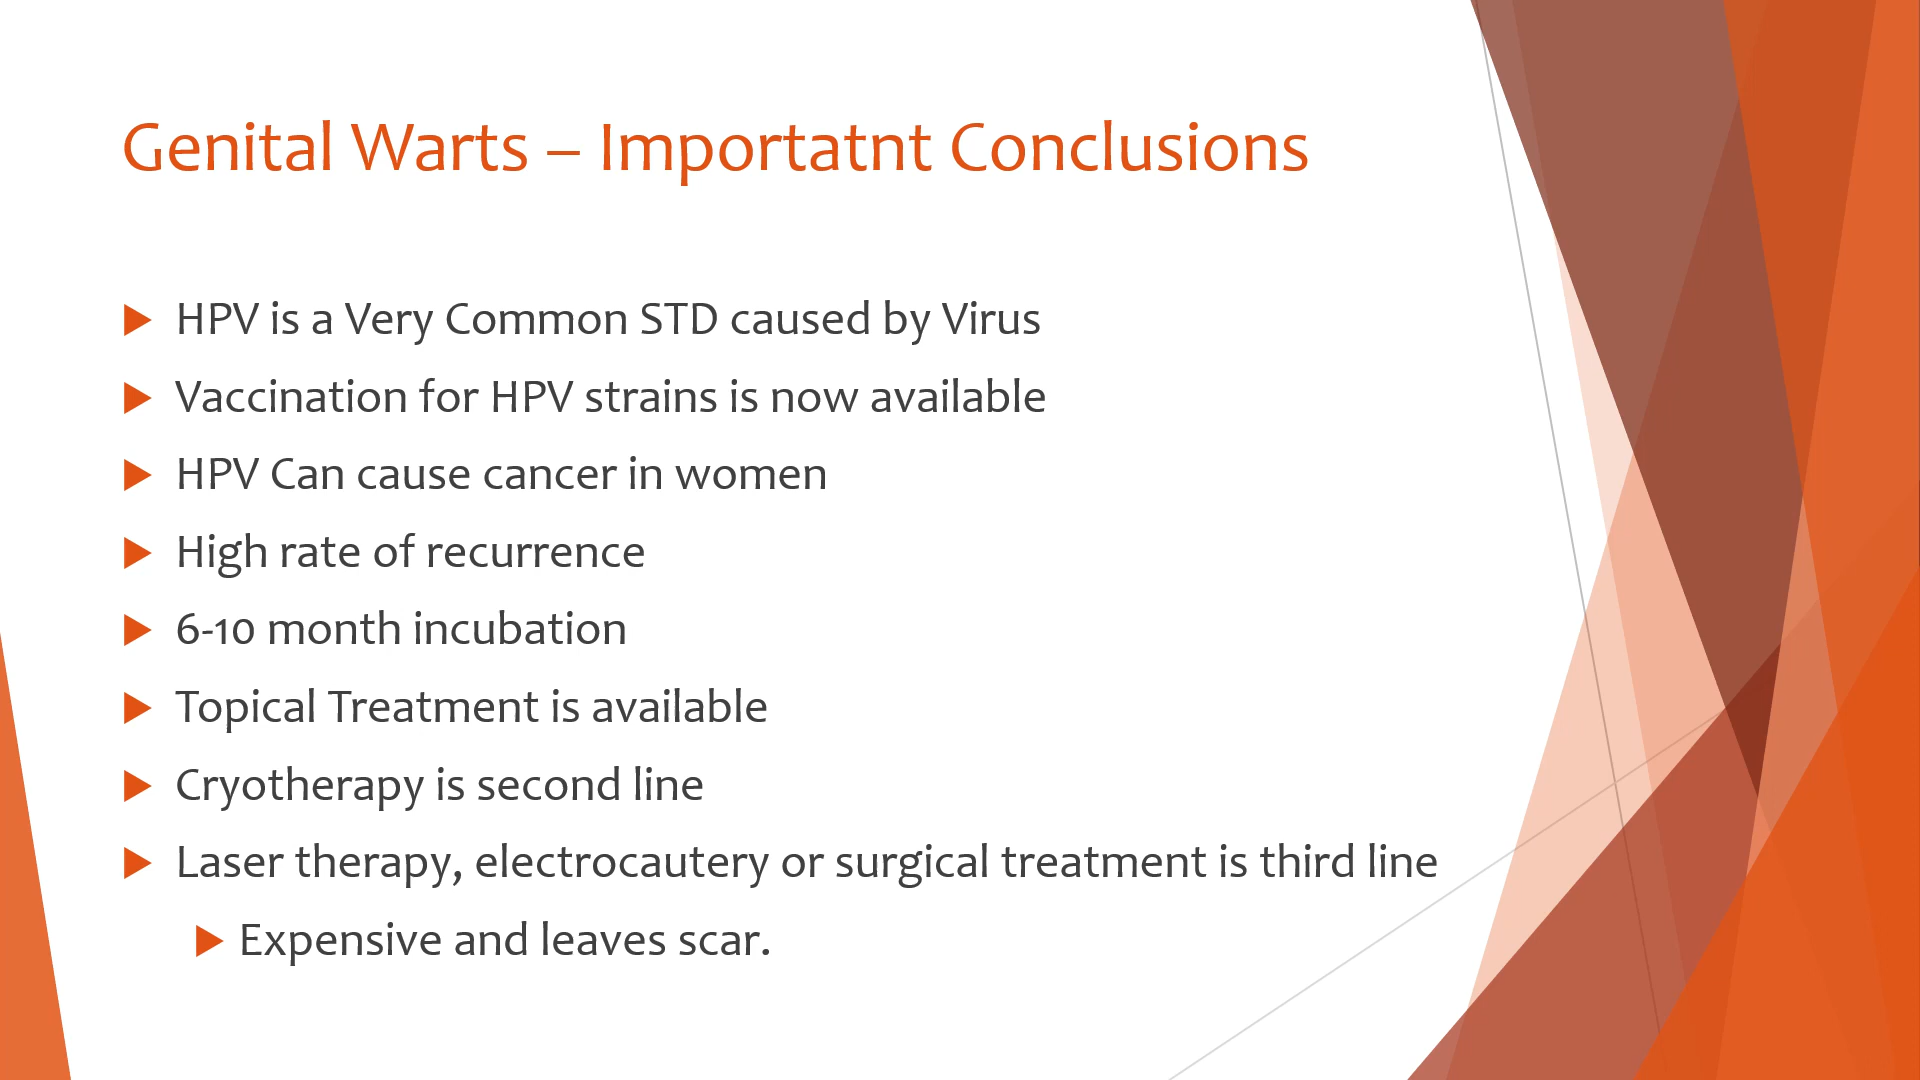 Genital Warts – Importatnt Conclusions
HPV is a Very Common STD caused by Virus
Vaccination for HPV strains is now available
HPV Can cause cancer in women
High rate of recurrence
6-10 month incubation
Topical Treatment is available
Cryotherapy is second line
Laser therapy, electrocautery or surgical treatment is third line
Expensive and leaves scar.